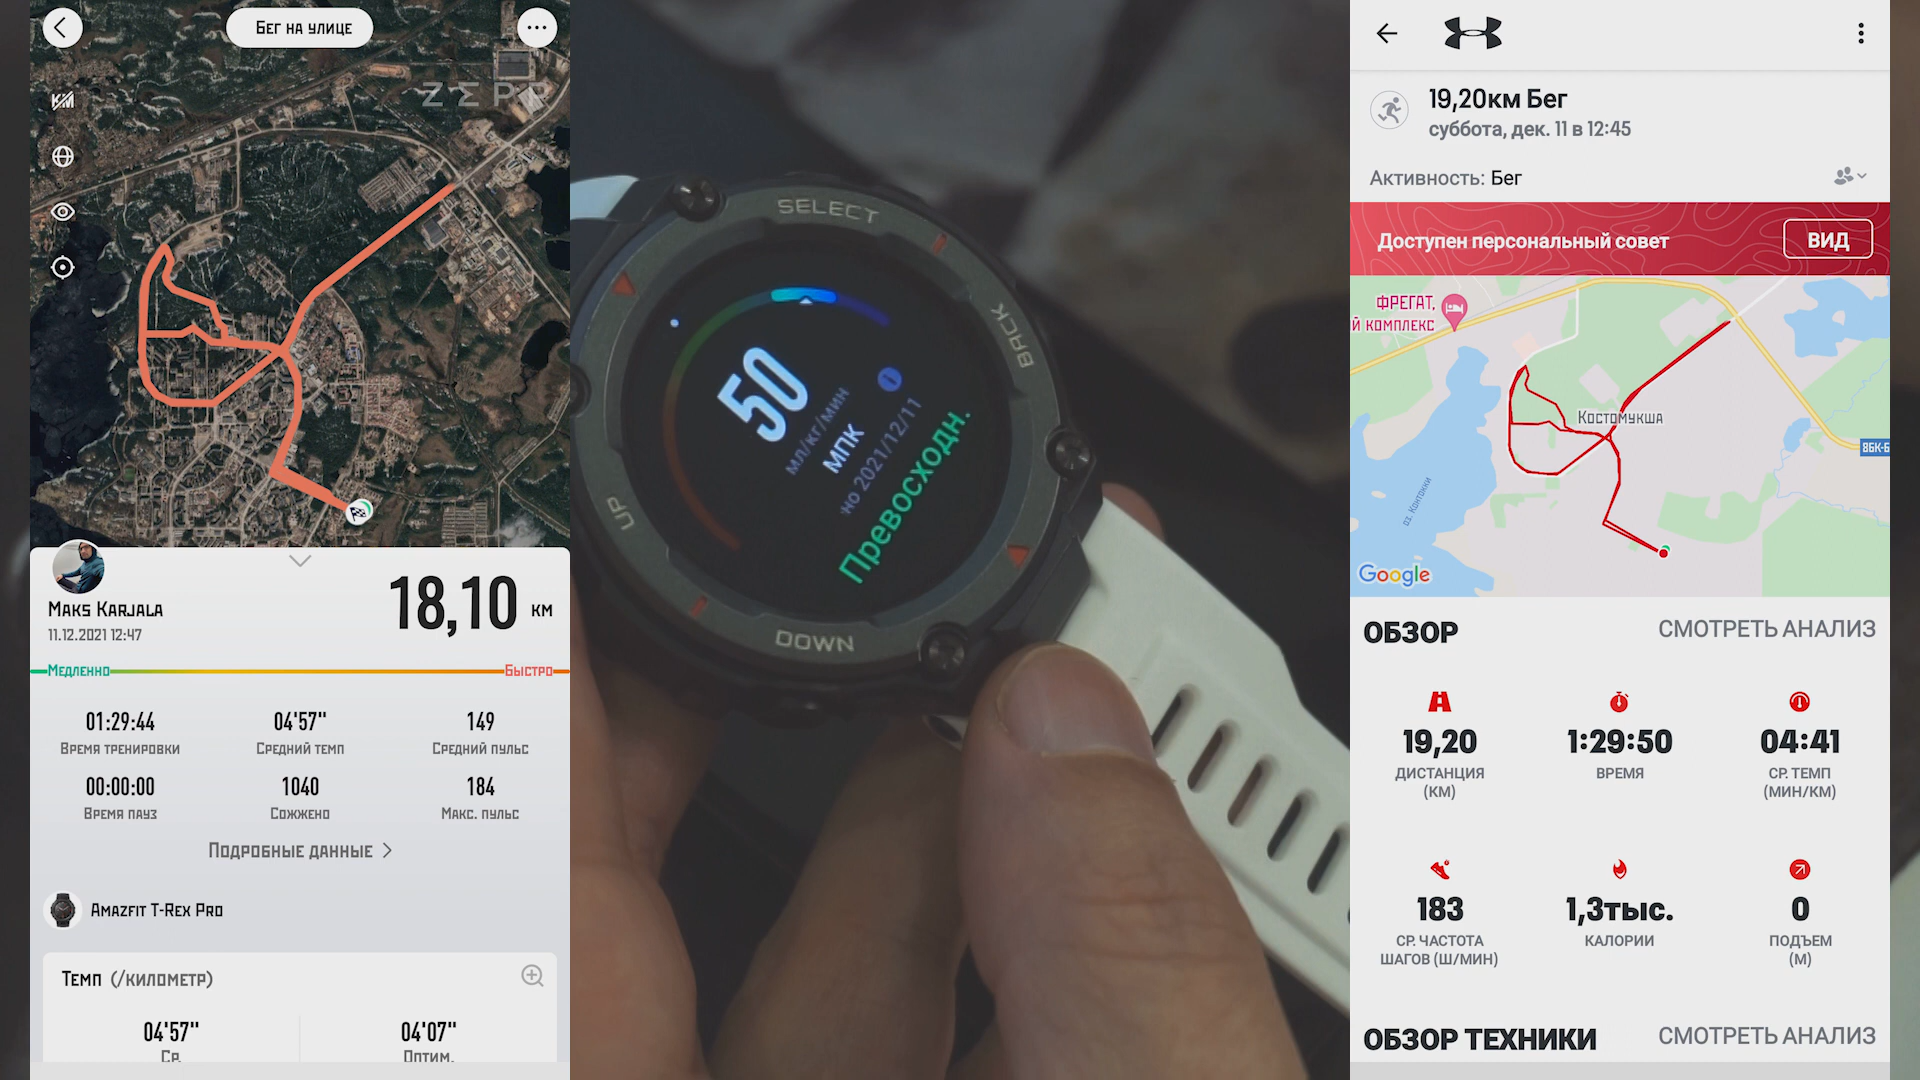 Бег на улице
ZEPP
КМ
Maks Karjala
11.12.2021 12:47
18,10 км
Медленно
Быстро
01:29:44
Время тренировки
04'57"
Средний темп
149
Средний пульс
00:00:00
Время пауз
1040
Сожжено
184
Макс. пульс
Подробные данные
Amazfit T-Rex Pro
Темп (/километр)
04'57"
Ср.
04'07"
Оптим.
SELECT
BACK
UP
DOWN
50
мл/кг/мин
МПК
но 2021/12/11
Превосходн.
19,20км Бег
суббота, дек. 11 в 12:45
Активность: Бег
Доступен персональный совет
ВИД
ФРЕГАТ,
Й КОМПЛЕКС
Костомукша
86К-6
оз. Контокки
Google
ОБЗОР
СМОТРЕТЬ АНАЛИЗ
19,20
ДИСТАНЦИЯ
(КМ)
1:29:50
ВРЕМЯ
04:41
СР. ТЕМП
(МИН/КМ)
183
СР. ЧАСТОТА
ШАГОВ (Ш/МИН)
1,3тыс.
КАЛОРИИ
0
ПОДЪЕМ
(М)
ОБЗОР ТЕХНИКИ
СМОТРЕТЬ АНАЛИЗ